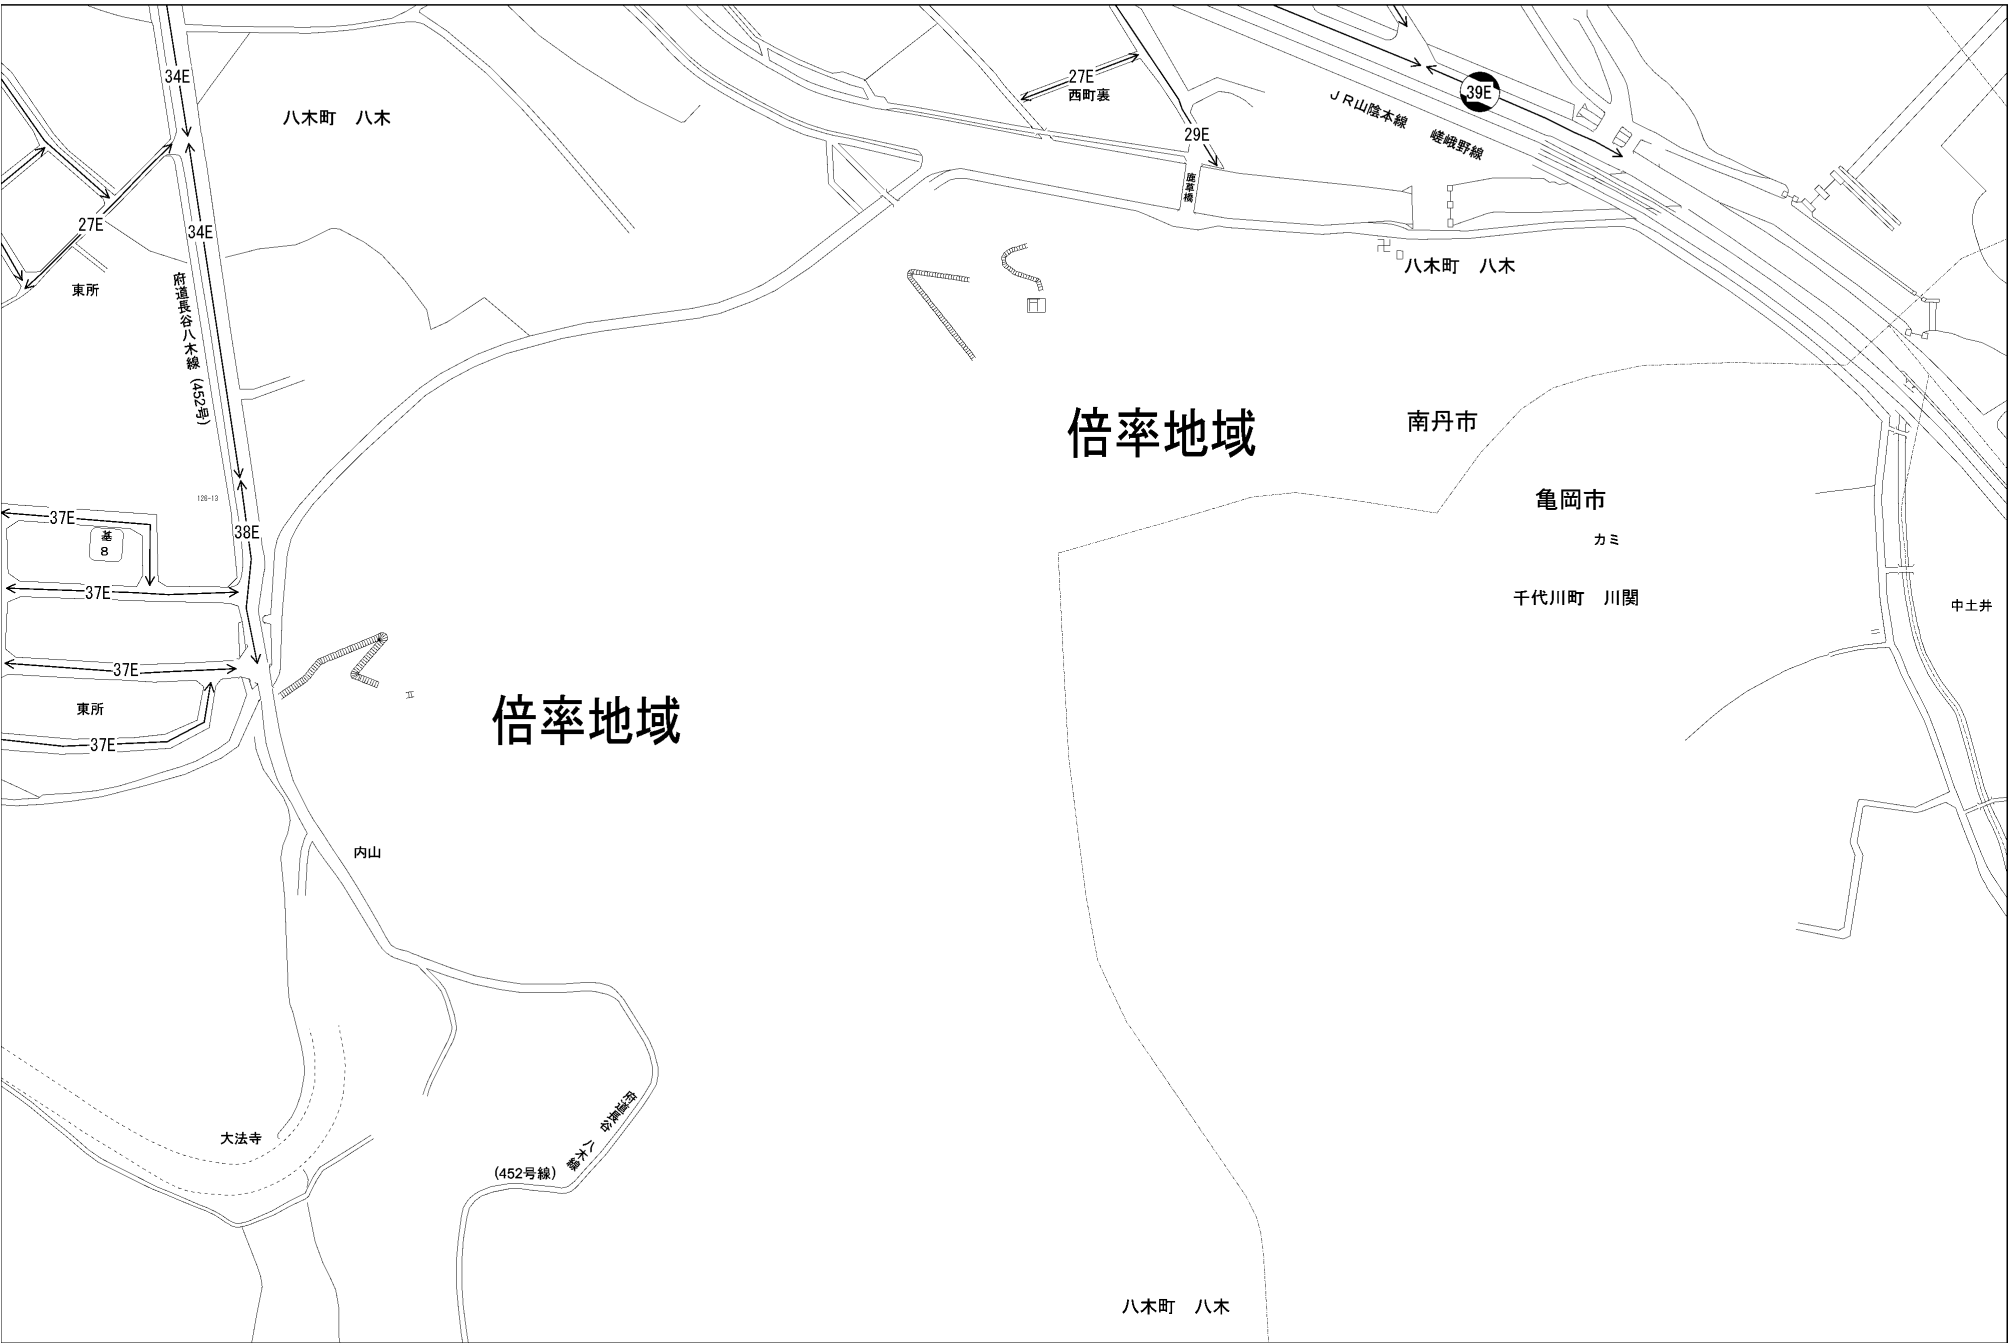 34E
27E
西町裏
39E
八木町　八木
ＪＲ山陰本線　嵯峨野線
29E
鹿草橋
27E
34E
八木町　八木
東所
府道長谷八木線 (452号)
倍率地域
南丹市
亀岡市
126-13
37E
38E
基
8
カミ
37E
千代川町　川関
中土井
37E
東所
倍率地域
37E
内山
府道長谷　八木線
大法寺
(452号線)
八木町　八木